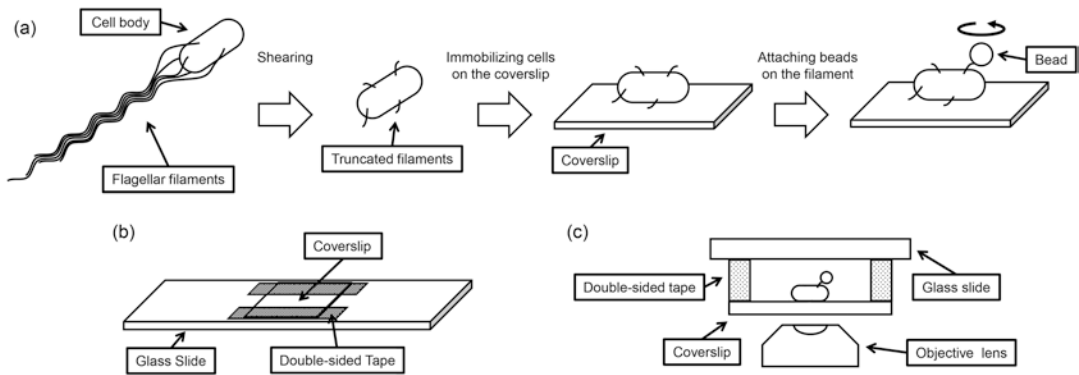 (a)
Cell body
Flagellar filaments
Shearing
Truncated filaments
Immobilizing cells
on the coverslip
Coverslip
Attaching beads
on the filament
Bead
(b)
Coverslip
Glass Slide
Double-sided Tape
(c)
Double-sided tape
Glass slide
Coverslip
Objective lens